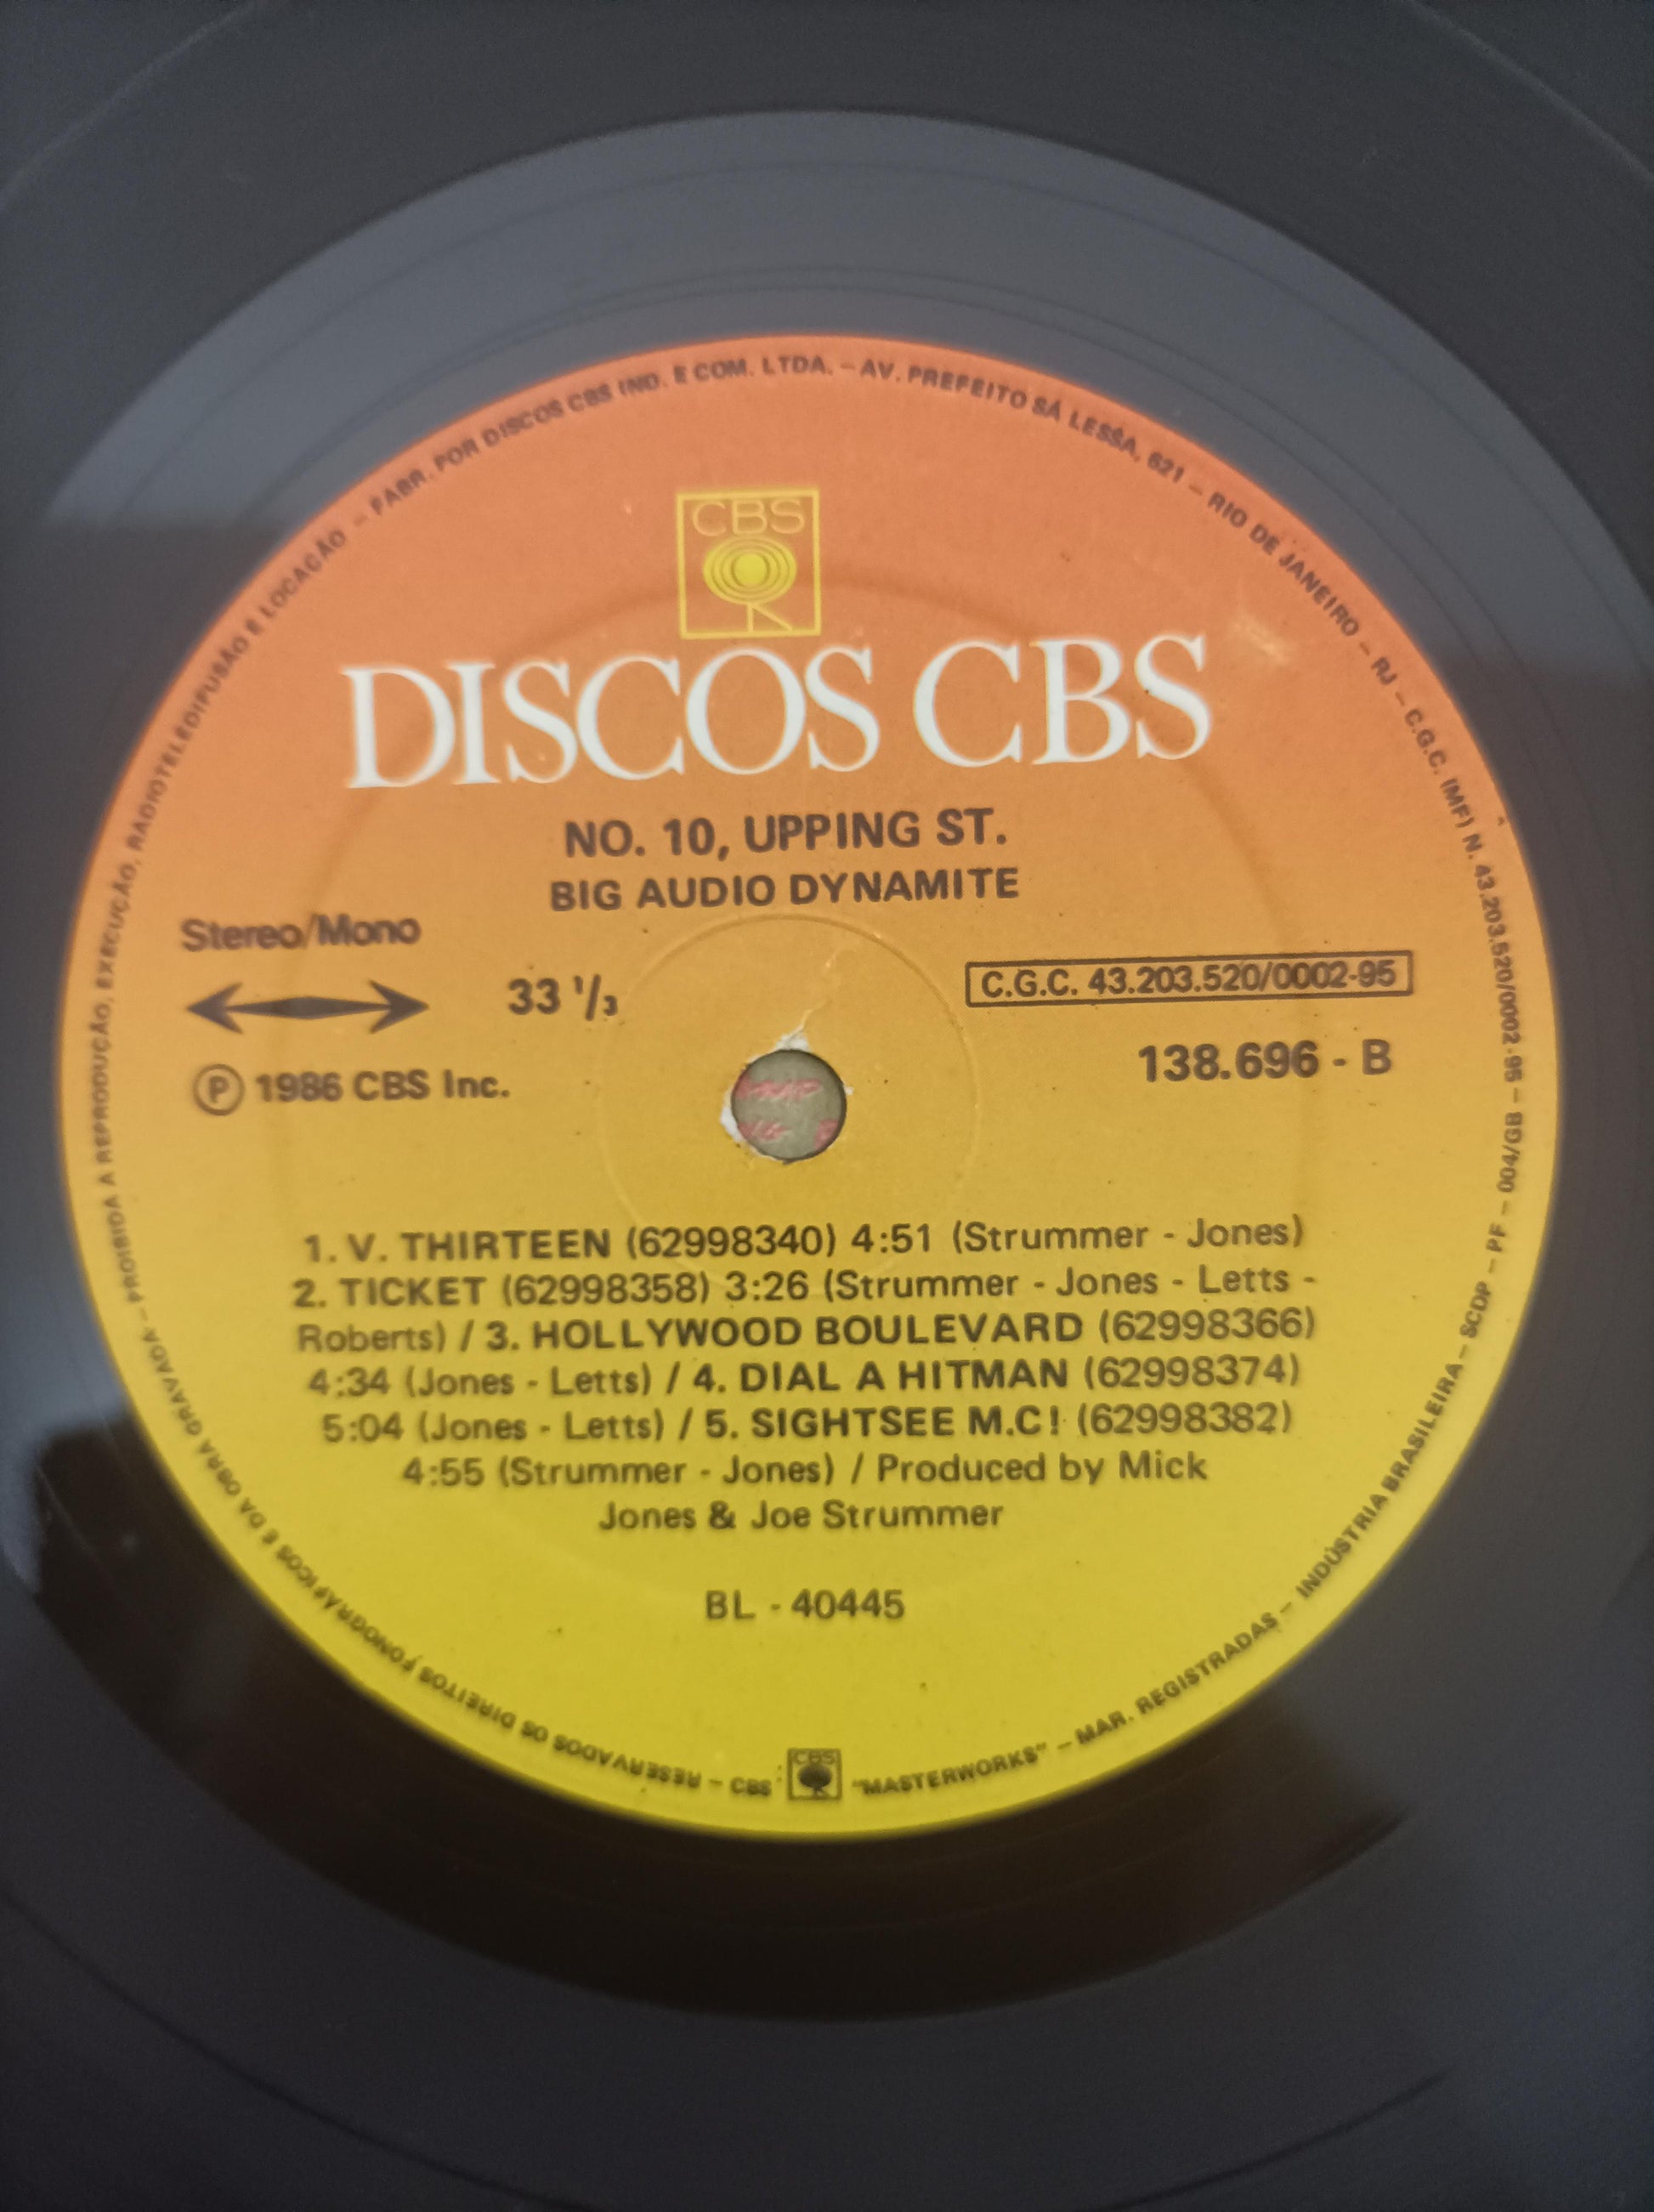 CBS
DISCOS CBS
NO. 10, UPPING ST.
BIG AUDIO DYNAMITE
Stereo/Mono
33 1/3
C.G.C. 43.203.520/0002-95
℗ 1986 CBS Inc.
138.696 - B
1. V. THIRTEEN (62998340) 4:51 (Strummer - Jones)
2. TICKET (62998358) 3:26 (Strummer - Jones - Letts -
Roberts) / 3. HOLLYWOOD BOULEVARD (62998366)
4:34 (Jones - Letts) / 4. DIAL A HITMAN (62998374)
5:04 (Jones - Letts) / 5. SIGHTSEE M.C! (62998382)
4:55 (Strummer - Jones) / Produced by Mick
Jones & Joe Strummer
BL - 40445
CBS CBS "MASTERWORKS" – MAR. REGISTRADAS – INDÚSTRIA BRASILEIRA – SCDP – PF – 004/GB – RESERVADOS OS DIREITOS FONOGRÁFICOS E DA OBRA GRAVADA – PROIBIDA A REPRODUÇÃO, EXECUÇÃO, RADIOTELEDIFUSÃO E LOCAÇÃO – FABR. POR DISCOS CBS IND. E COM. LTDA. – AV. PREFEITO SÁ LESSA, 621 – RIO DE JANEIRO – RJ – C.G.C. (MF) N. 43.203.520/0002-95